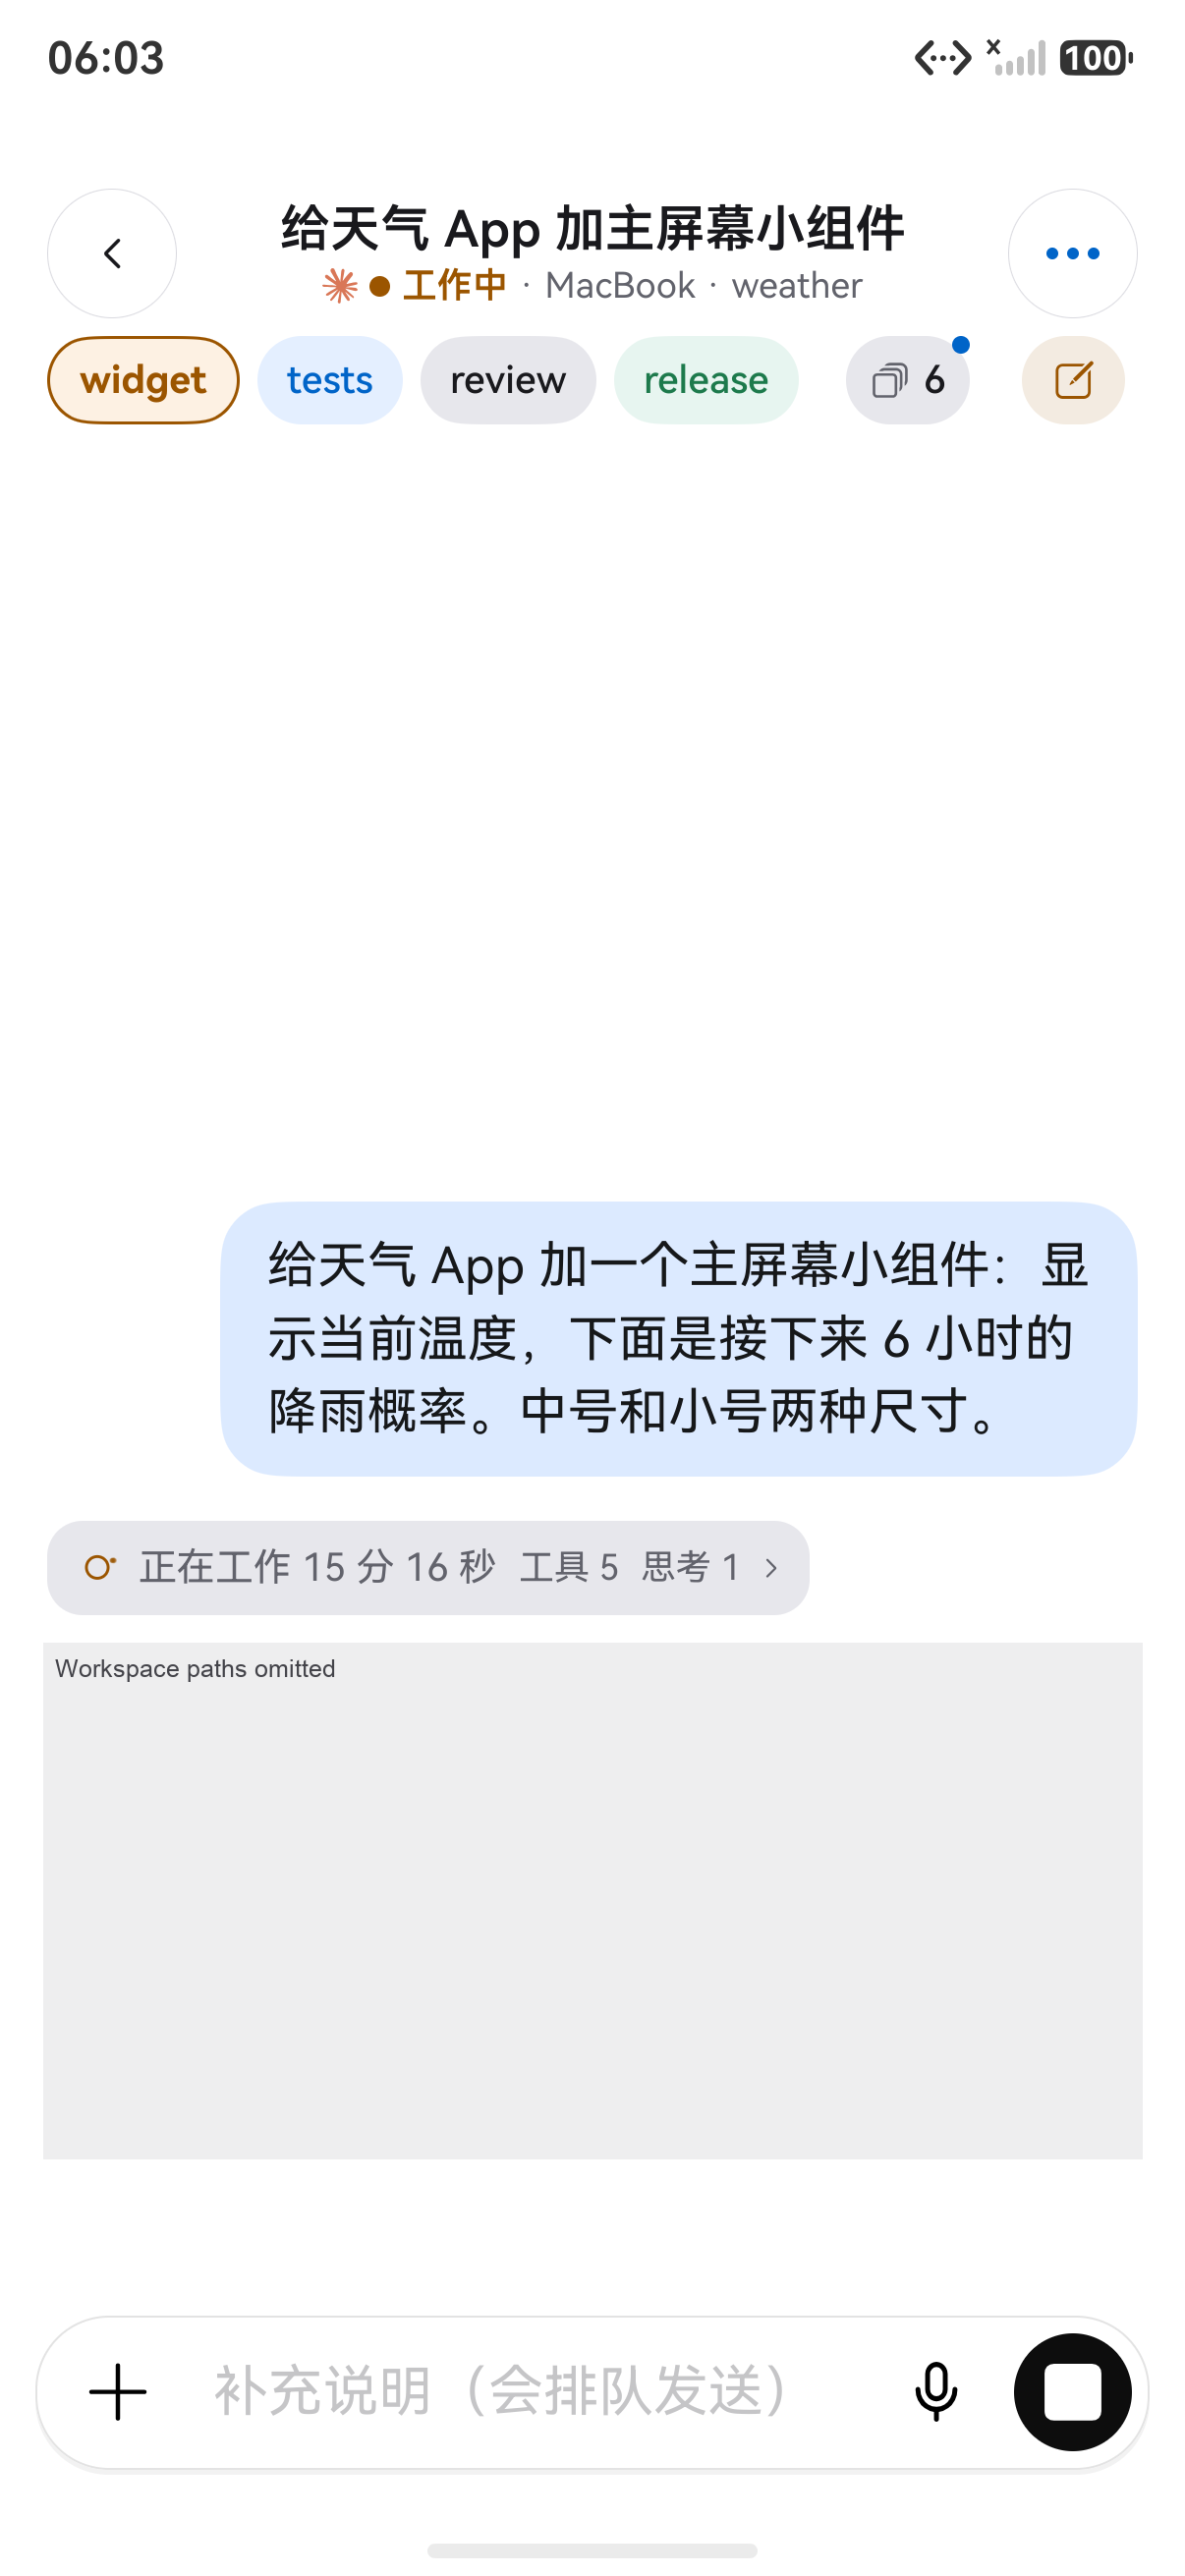 06:03
100
给天气 App 加主屏幕小组件
工作中 · MacBook · weather
widget tests review release 6
给天气 App 加一个主屏幕小组件：显
示当前温度，下面是接下来 6 小时的
降雨概率。中号和小号两种尺寸。
正在工作 15 分 16 秒 工具 5 思考 1
Workspace paths omitted
补充说明（会排队发送）